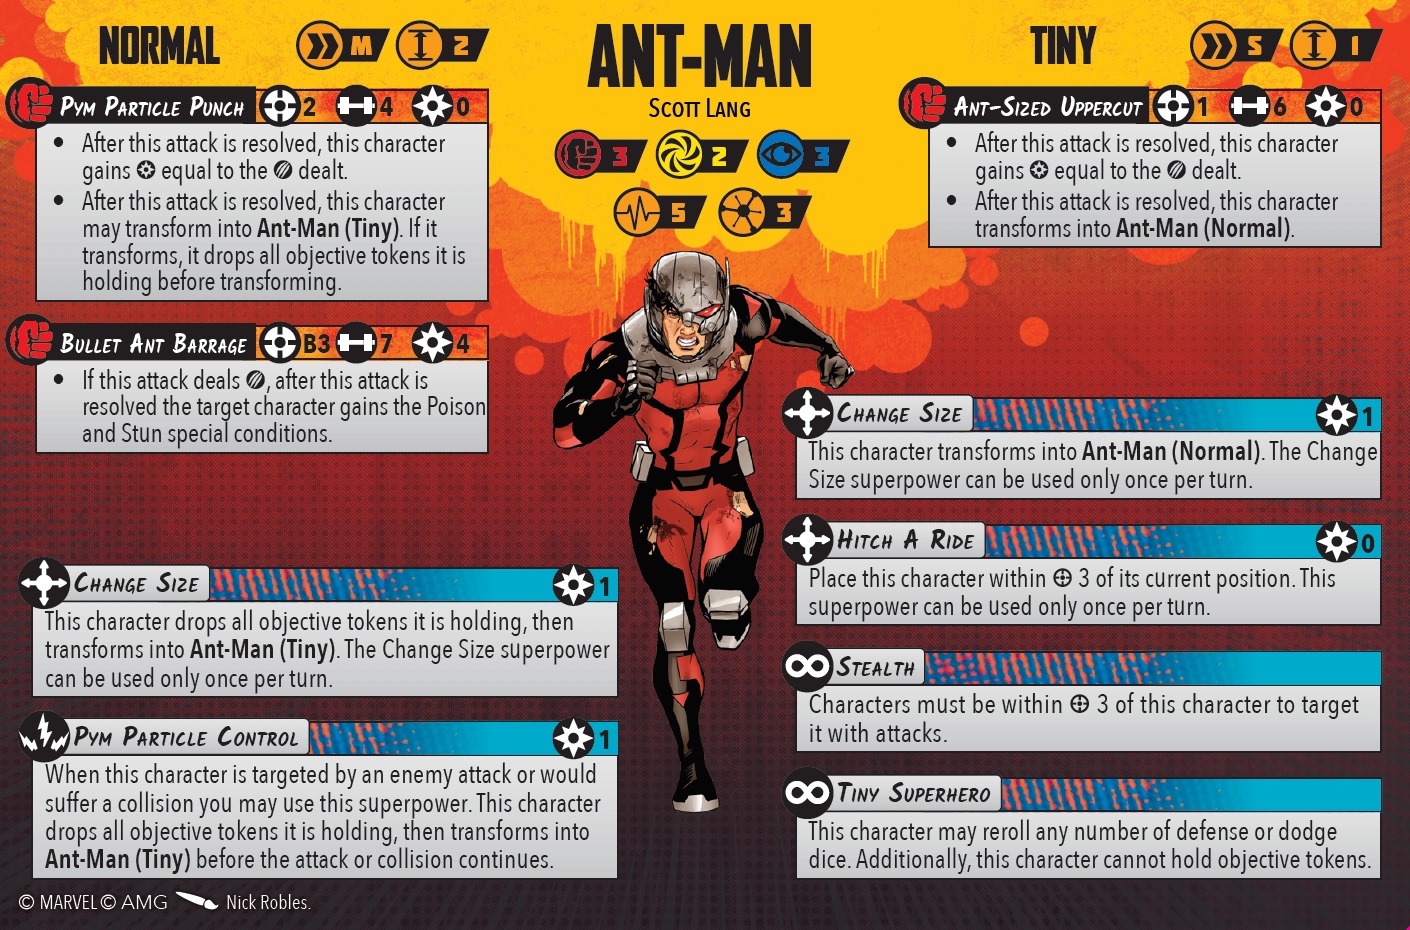 NORMAL
M 2
ANT-MAN
SCOTT LANG
3 2 3
5 3
TINY
S 1
PYM PARTICLE PUNCH 2 4 0
• After this attack is resolved, this character
gains equal to the dealt.
• After this attack is resolved, this character
may transform into Ant-Man (Tiny). If it
transforms, it drops all objective tokens it is
holding before transforming.
BULLET ANT BARRAGE B3 7 4
• If this attack deals , after this attack is
resolved the target character gains the Poison
and Stun special conditions.
CHANGE SIZE 1
This character drops all objective tokens it is holding, then
transforms into Ant-Man (Tiny). The Change Size superpower
can be used only once per turn.
PYM PARTICLE CONTROL 1
When this character is targeted by an enemy attack or would
suffer a collision you may use this superpower. This character
drops all objective tokens it is holding, then transforms into
Ant-Man (Tiny) before the attack or collision continues.
ANT-SIZED UPPERCUT 1 6 0
• After this attack is resolved, this character
gains equal to the dealt.
• After this attack is resolved, this character
transforms into Ant-Man (Normal).
CHANGE SIZE 1
This character transforms into Ant-Man (Normal). The Change
Size superpower can be used only once per turn.
HITCH A RIDE 0
Place this character within 3 of its current position. This
superpower can be used only once per turn.
STEALTH
Characters must be within 3 of this character to target
it with attacks.
TINY SUPERHERO
This character may reroll any number of defense or dodge
dice. Additionally, this character cannot hold objective tokens.
© MARVEL © AMG Nick Robles.